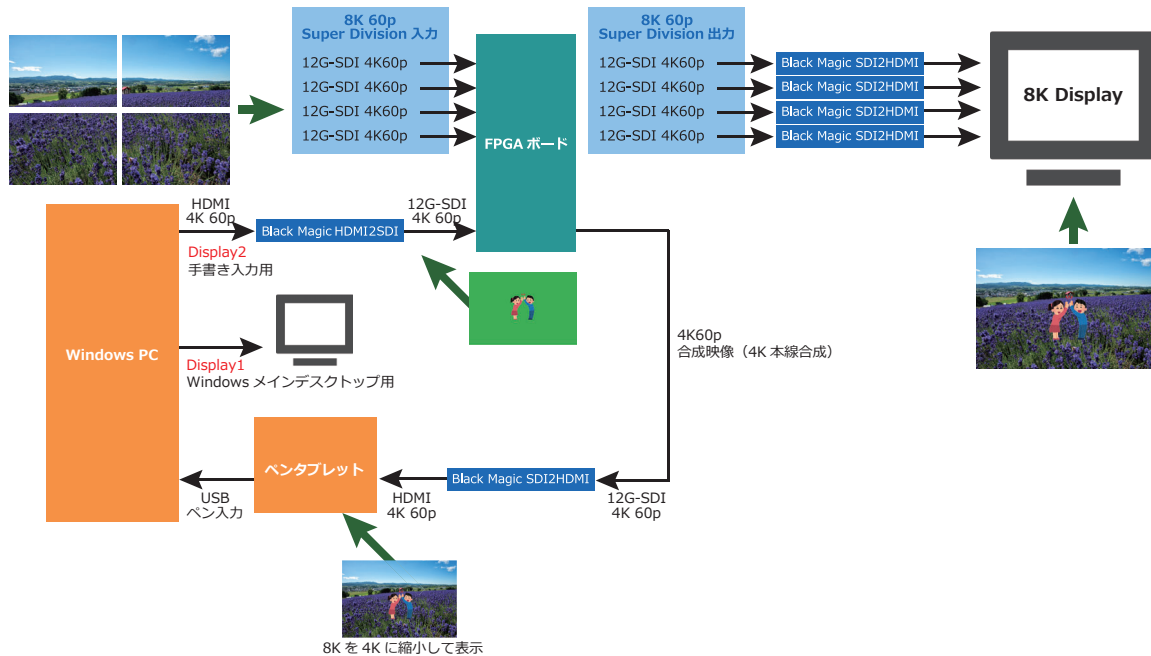 8K 60p
Super Division 入力
12G-SDI 4K60p
12G-SDI 4K60p
12G-SDI 4K60p
12G-SDI 4K60p
FPGA ボード
8K 60p
Super Division 出力
12G-SDI 4K60p
12G-SDI 4K60p
12G-SDI 4K60p
12G-SDI 4K60p
Black Magic SDI2HDMI
Black Magic SDI2HDMI
Black Magic SDI2HDMI
Black Magic SDI2HDMI
8K Display
Windows PC
HDMI
4K 60p
Black Magic HDMI2SDI
12G-SDI
4K 60p
Display2
手書き入力用
Display1
Windows メインデスクトップ用
4K60p
合成映像（4K 本線合成）
ペンタブレット
USB
ペン入力
HDMI
4K 60p
Black Magic SDI2HDMI
12G-SDI
4K 60p
8K を 4K に縮小して表示